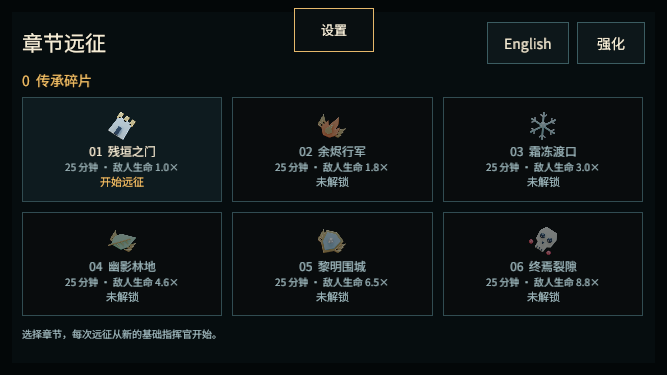 设置
章节远征
English
强化
0 传承碎片
01 残垣之门
25 分钟 · 敌人生命 1.0×
开始远征
02 余烬行军
25 分钟 · 敌人生命 1.8×
未解锁
03 霜冻渡口
25 分钟 · 敌人生命 3.0×
未解锁
04 幽影林地
25 分钟 · 敌人生命 4.6×
未解锁
05 黎明围城
25 分钟 · 敌人生命 6.5×
未解锁
06 终焉裂隙
25 分钟 · 敌人生命 8.8×
未解锁
选择章节，每次远征从新的基础指挥官开始。